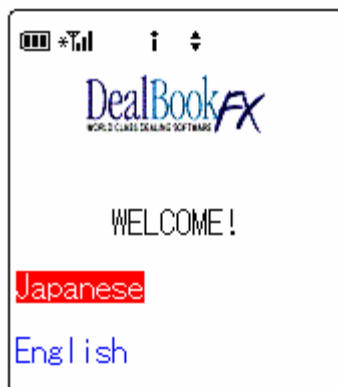 DealBookFX
WORLD CLASS DEALING SOFTWARE
WELCOME!
Japanese
English